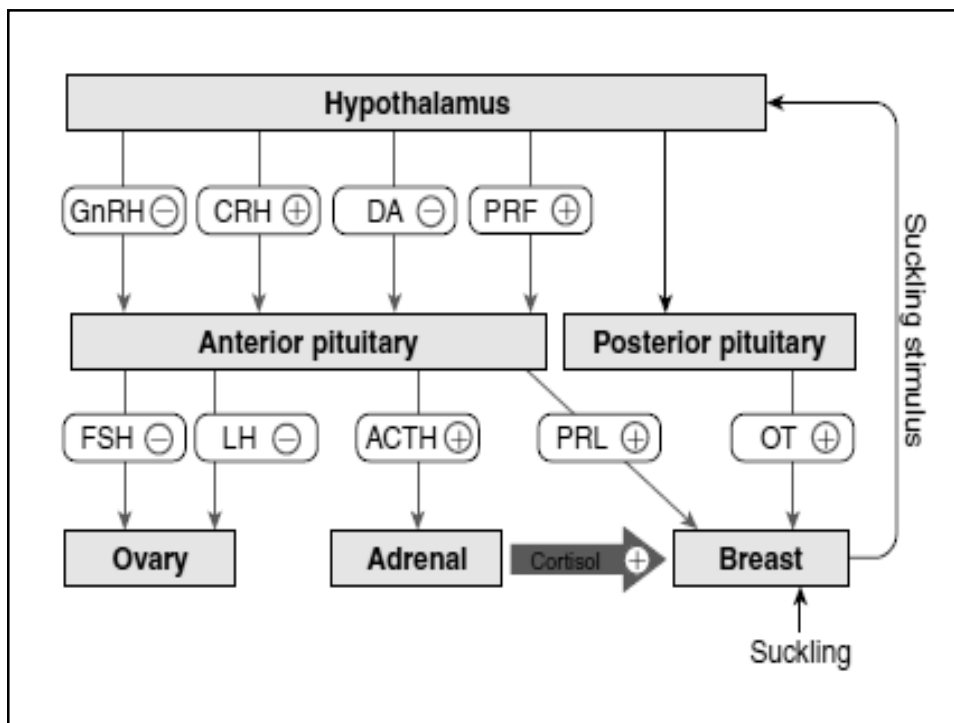 Hypothalamus
GnRH − CRH + DA − PRF +
Suckling stimulus
Anterior pituitary Posterior pituitary
FSH − LH − ACTH + PRL + OT +
Ovary Adrenal Cortisol + Breast
Suckling